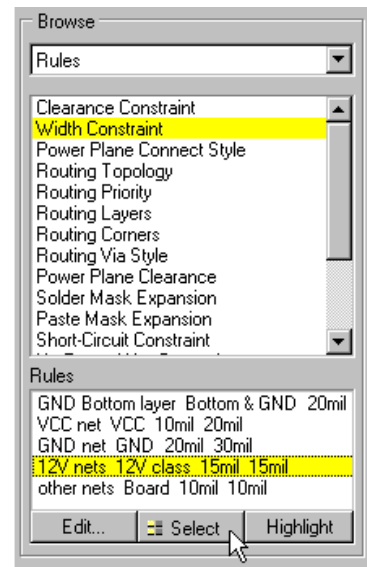 Browse
Rules
Clearance Constraint
Width Constraint
Power Plane Connect Style
Routing Topology
Routing Priority
Routing Layers
Routing Corners
Routing Via Style
Power Plane Clearance
Solder Mask Expansion
Paste Mask Expansion
Short-Circuit Constraint
Rules
GND Bottom layer Bottom & GND 20mil
VCC net VCC 10mil 20mil
GND net GND 20mil 30mil
12V nets 12V class 15mil 15mil
other nets Board 10mil 10mil
Edit... Select Highlight